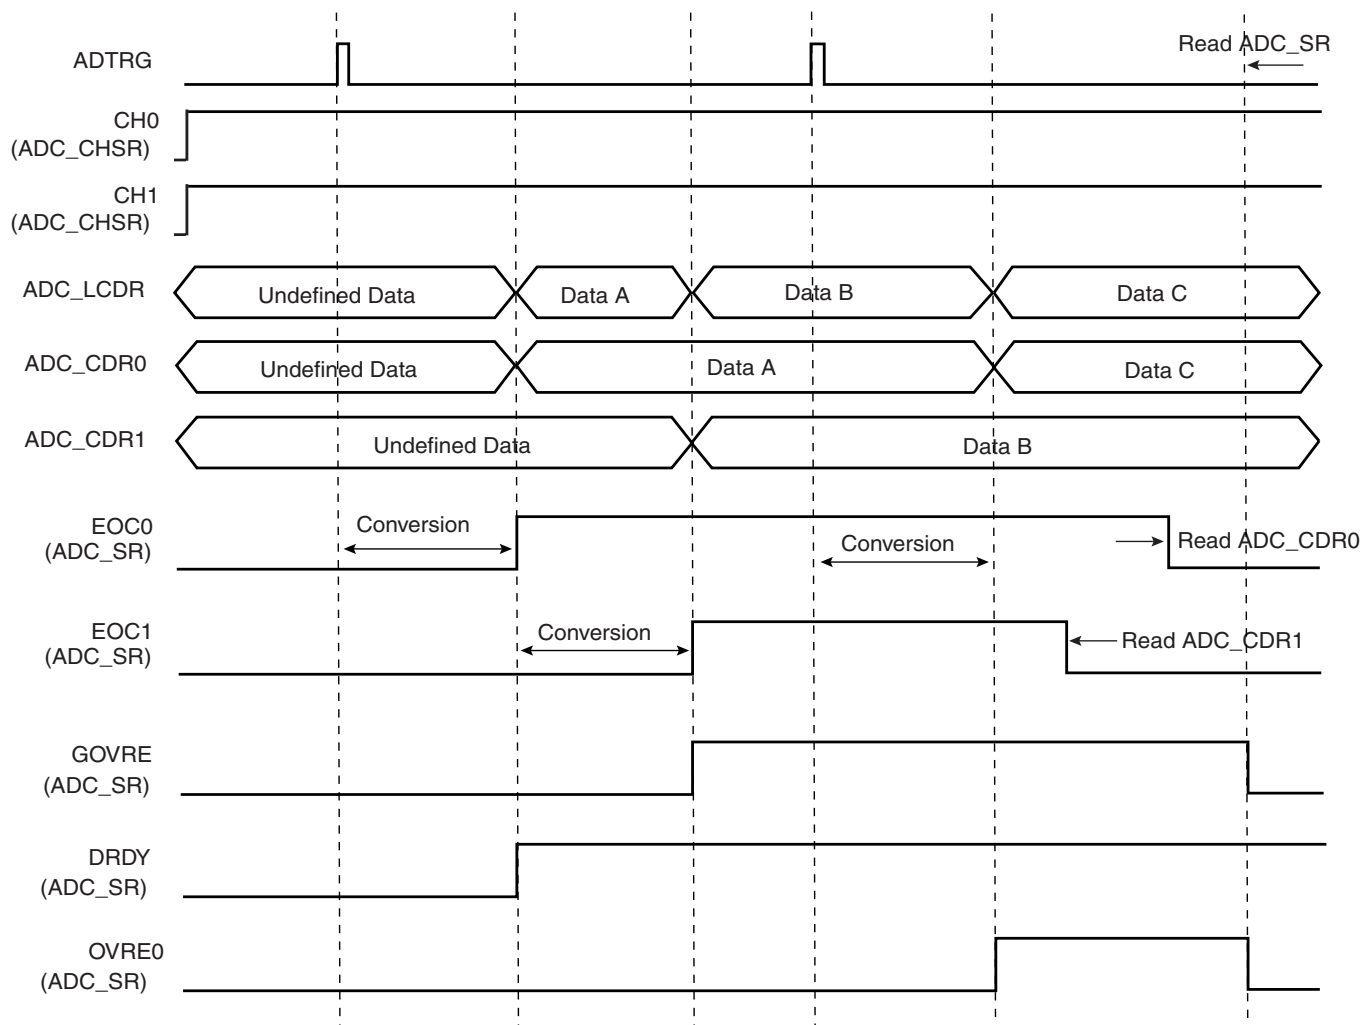 ADTRG
Read ADC_SR
CH0
(ADC_CHSR)
CH1
(ADC_CHSR)
ADC_LCDR
Undefined Data
Data A
Data B
Data C
ADC_CDR0
Undefined Data
Data A
Data C
ADC_CDR1
Undefined Data
Data B
EOC0
(ADC_SR)
Conversion
Conversion
Read ADC_CDR0
EOC1
(ADC_SR)
Conversion
Read ADC_CDR1
GOVRE
(ADC_SR)
DRDY
(ADC_SR)
OVRE0
(ADC_SR)